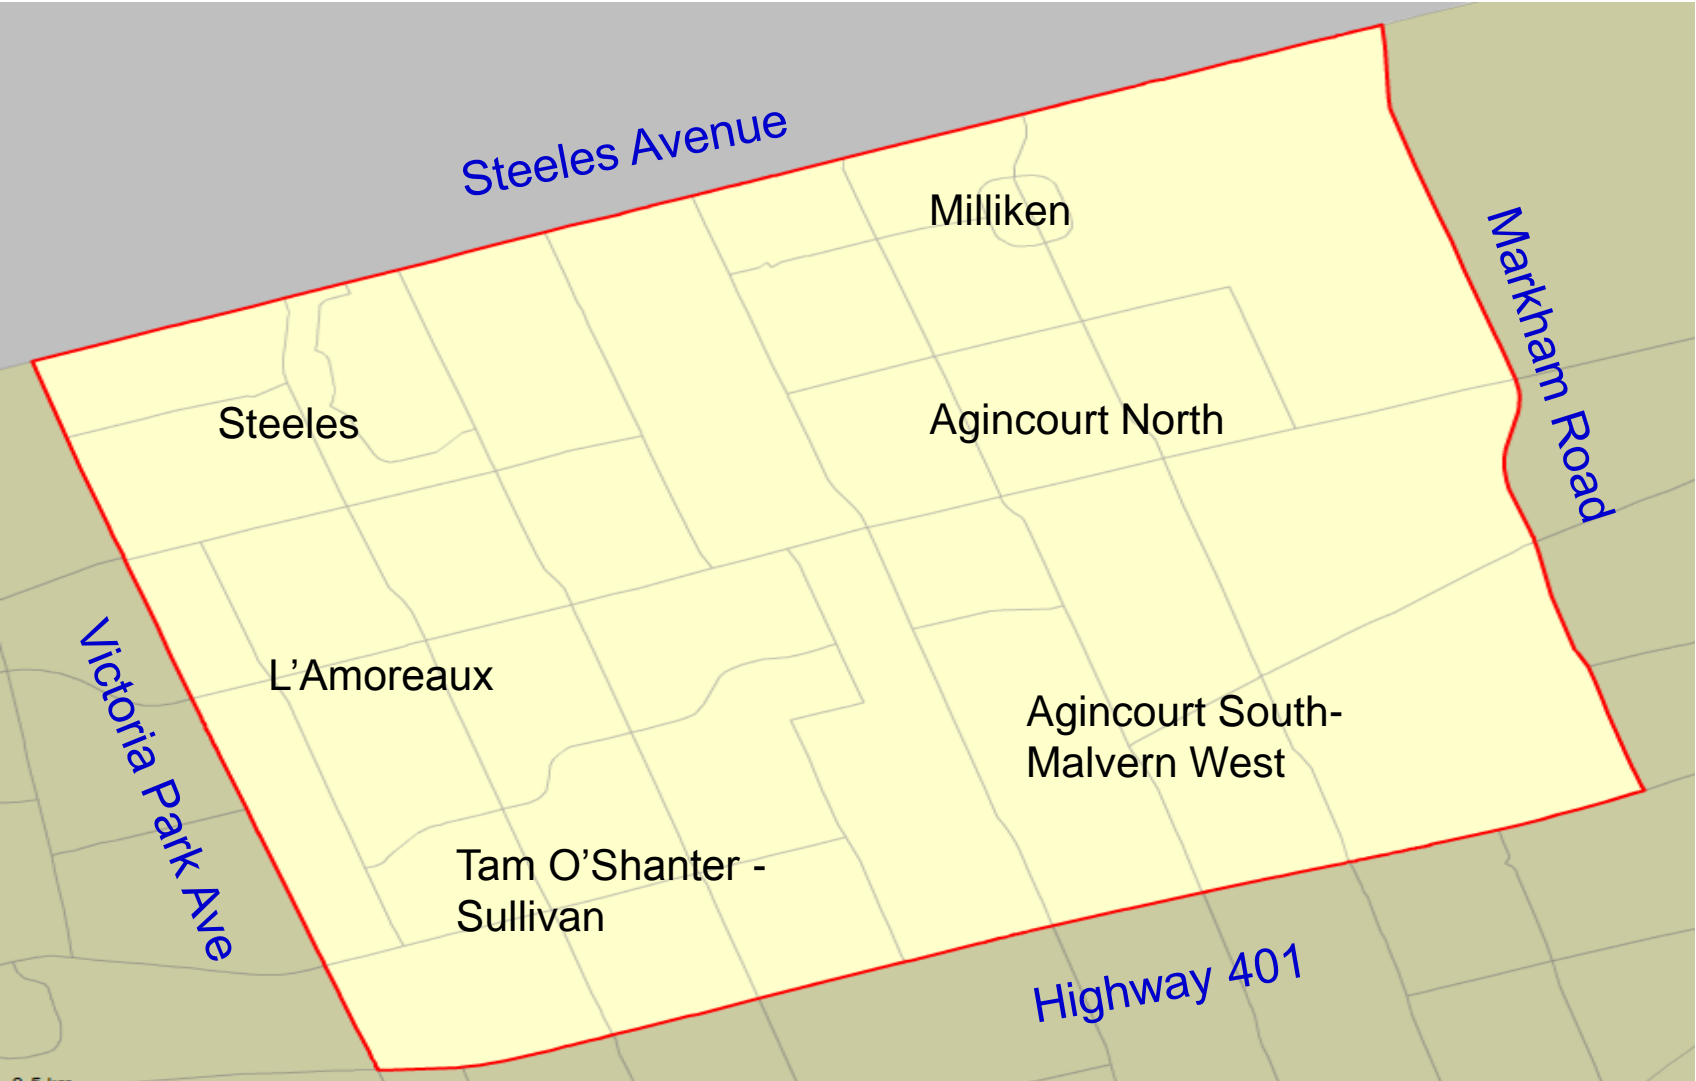 Steeles Avenue
Milliken
Markham Road
Steeles
Agincourt North
Victoria Park Ave
L'Amoreaux
Agincourt South-
Malvern West
Tam O'Shanter -
Sullivan
Highway 401